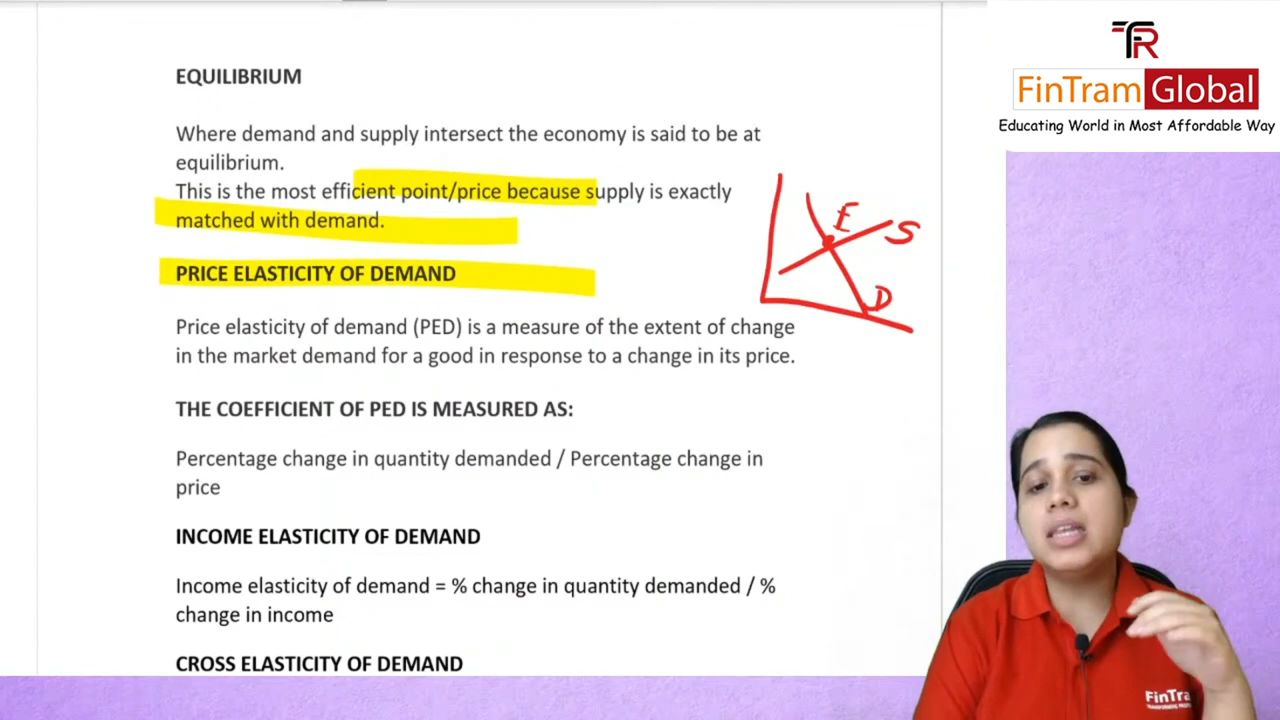 EQUILIBRIUM
Where demand and supply intersect the economy is said to be at
equilibrium.
This is the most efficient point/price because supply is exactly
matched with demand.
PRICE ELASTICITY OF DEMAND
Price elasticity of demand (PED) is a measure of the extent of change
in the market demand for a good in response to a change in its price.
THE COEFFICIENT OF PED IS MEASURED AS:
Percentage change in quantity demanded / Percentage change in
price
INCOME ELASTICITY OF DEMAND
Income elasticity of demand = % change in quantity demanded / %
change in income
CROSS ELASTICITY OF DEMAND
E
S
D
TR
FinTram Global
Educating World in Most Affordable Way
FinTra